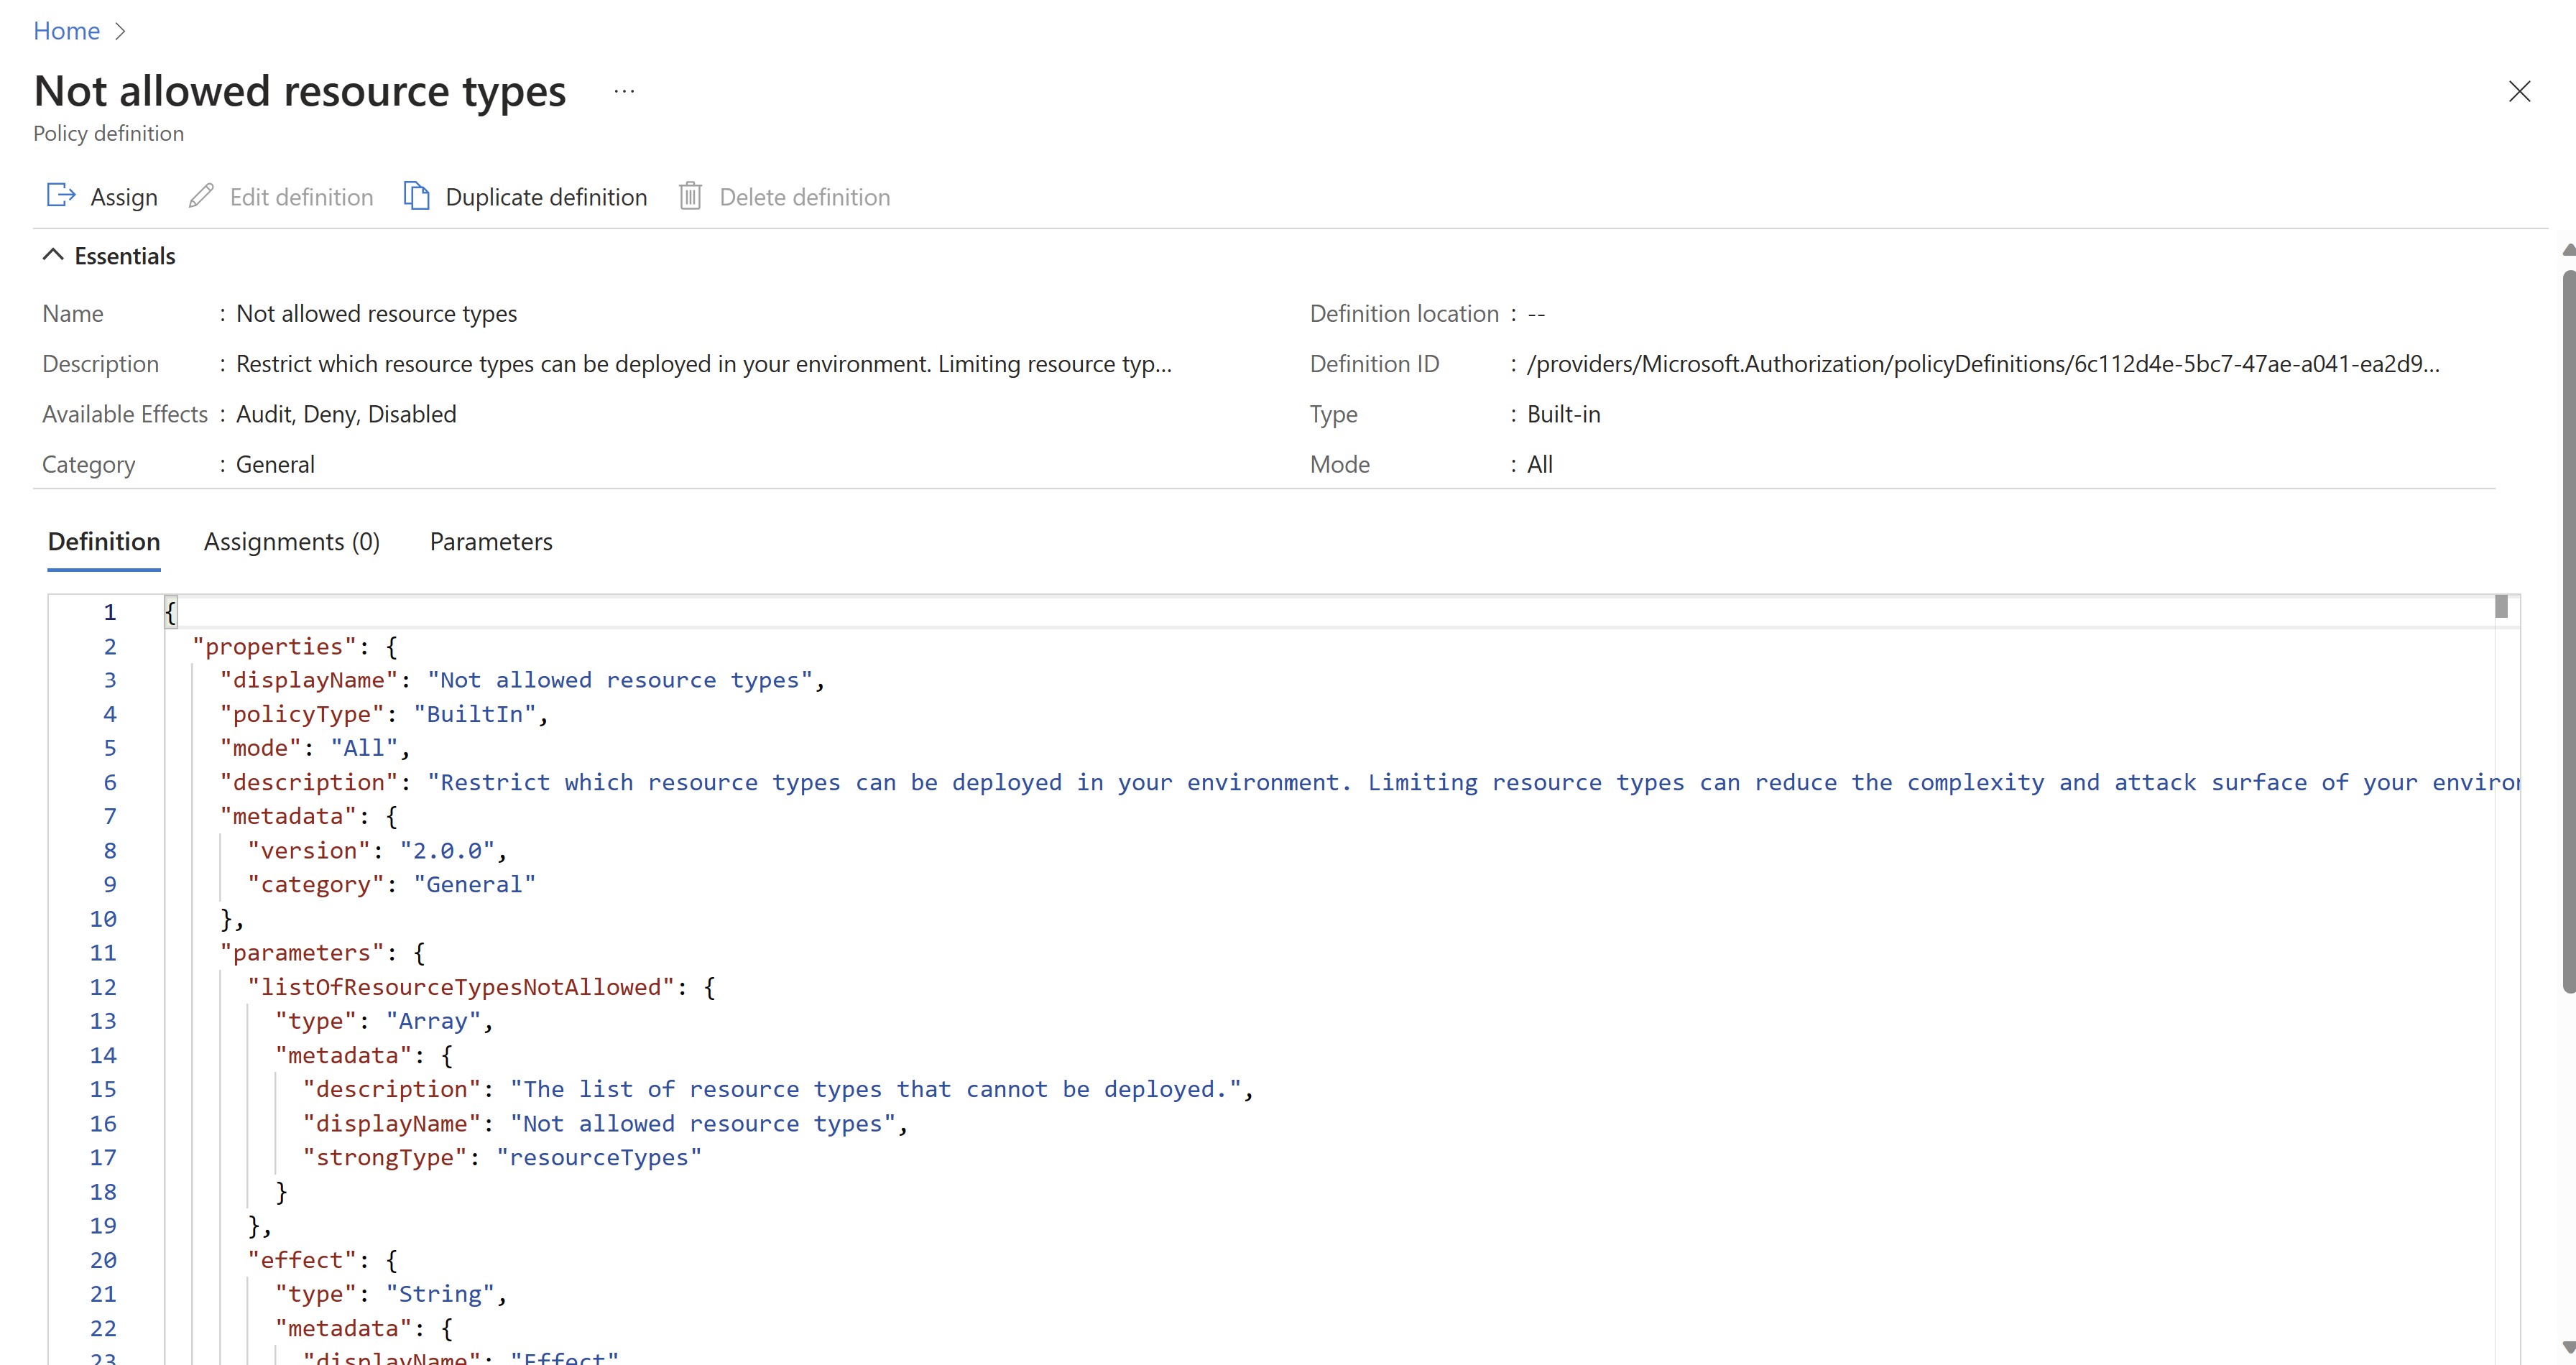 Home >
Not allowed resource types ...
Policy definition
Assign Edit definition Duplicate definition Delete definition
Essentials
Name : Not allowed resource types Definition location : --
Description : Restrict which resource types can be deployed in your environment. Limiting resource typ... Definition ID : /providers/Microsoft.Authorization/policyDefinitions/6c112d4e-5bc7-47ae-a041-ea2d9...
Available Effects : Audit, Deny, Disabled Type : Built-in
Category : General Mode : All
Definition Assignments (0) Parameters
1 {
2 "properties": {
3 "displayName": "Not allowed resource types",
4 "policyType": "BuiltIn",
5 "mode": "All",
6 "description": "Restrict which resource types can be deployed in your environment. Limiting resource types can reduce the complexity and attack surface of your
7 "metadata": {
8 "version": "2.0.0",
9 "category": "General"
10 },
11 "parameters": {
12 "listOfResourceTypesNotAllowed": {
13 "type": "Array",
14 "metadata": {
15 "description": "The list of resource types that cannot be deployed.",
16 "displayName": "Not allowed resource types",
17 "strongType": "resourceTypes"
18 }
19 },
20 "effect": {
21 "type": "String",
22 "metadata": {
23 "displayName": "Effect"